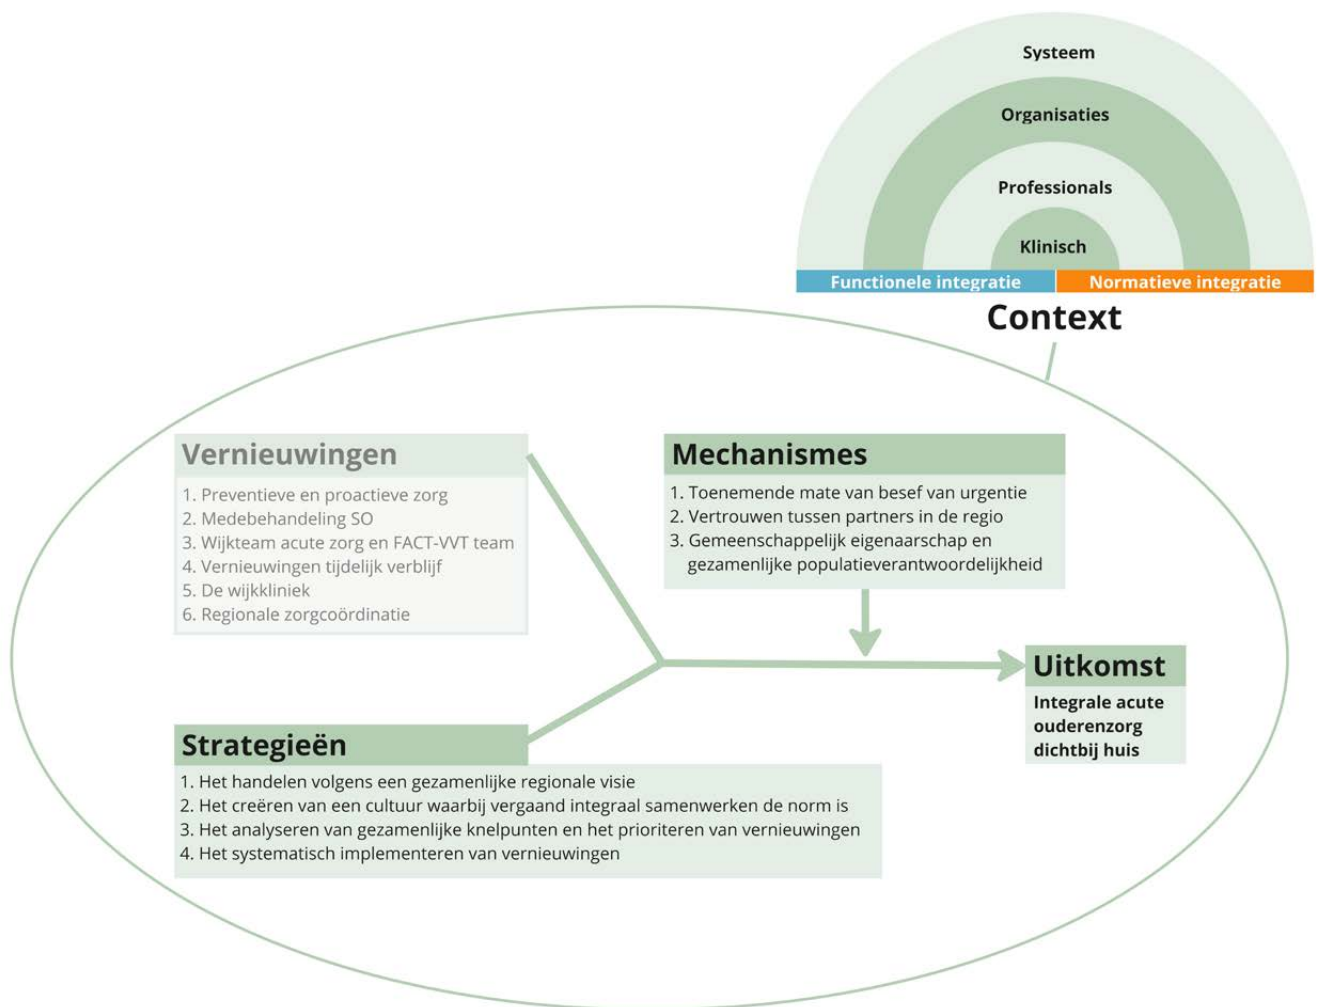 Systeem
Organisaties
Professionals
Klinisch
Functionele integratie
Normatieve integratie
Context
Vernieuwingen
1. Preventieve en proactieve zorg
2. Medebehandeling SO
3. Wijkteam acute zorg en FACT-VVT team
4. Vernieuwingen tijdelijk verblijf
5. De wijkkliniek
6. Regionale zorgcoördinatie
Mechanismes
1. Toenemende mate van besef van urgentie
2. Vertrouwen tussen partners in de regio
3. Gemeenschappelijk eigenaarschap en
gezamenlijke populatieverantwoordelijkheid
Uitkomst
Integrale acute
ouderenzorg
dichtbij huis
Strategieën
1. Het handelen volgens een gezamenlijke regionale visie
2. Het creëren van een cultuur waarbij vergaand integraal samenwerken de norm is
3. Het analyseren van gezamenlijke knelpunten en het prioriteren van vernieuwingen
4. Het systematisch implementeren van vernieuwingen